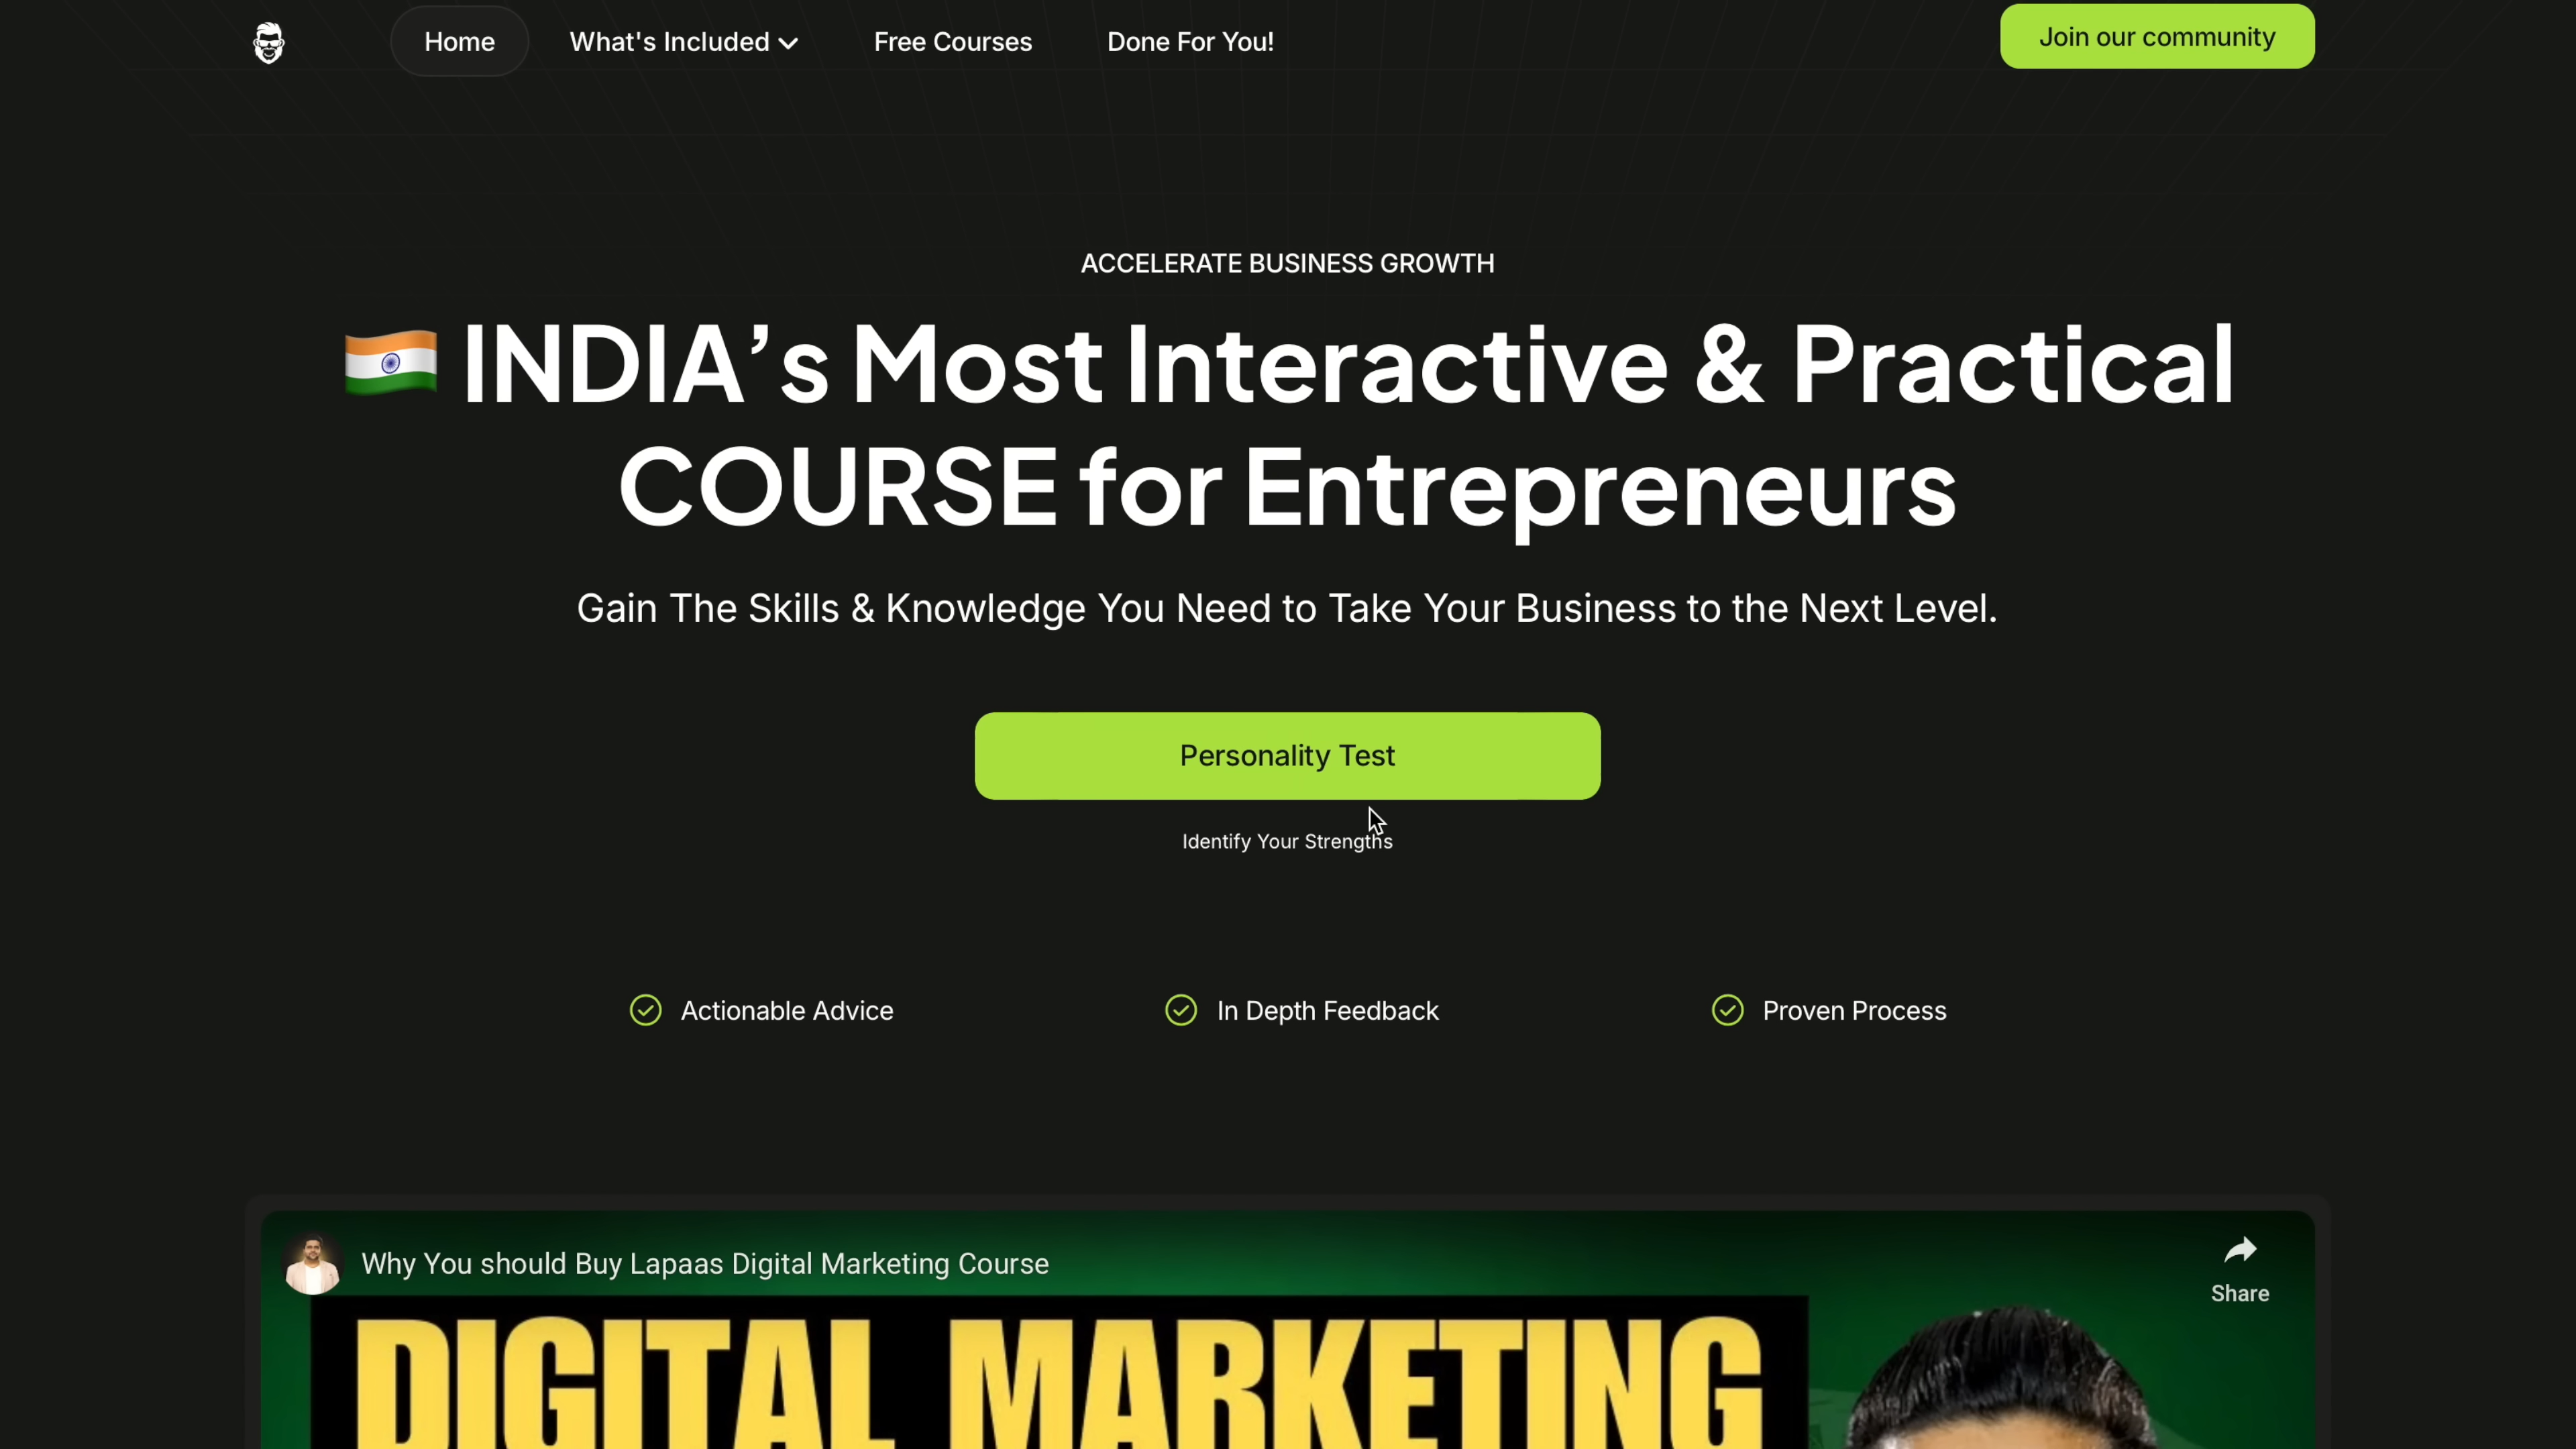 Home
What's Included
Free Courses
Done For You!
Join our community
ACCELERATE BUSINESS GROWTH
🇮🇳 INDIA’s Most Interactive & Practical
COURSE for Entrepreneurs
Gain The Skills & Knowledge You Need to Take Your Business to the Next Level.
Personality Test
Identify Your Strengths
Actionable Advice
In Depth Feedback
Proven Process
Why You should Buy Lapaas Digital Marketing Course
Share
DIGITAL MARKETING